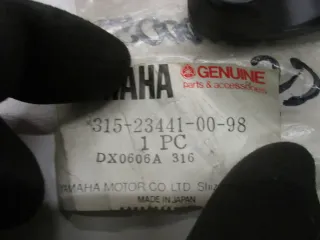 YAMAHA GENUINE
parts & accessories
*315-23441-00-98
1 PC
DX0606A 316
YAMAHA MOTOR CO. LTD.
MADE IN JAPAN